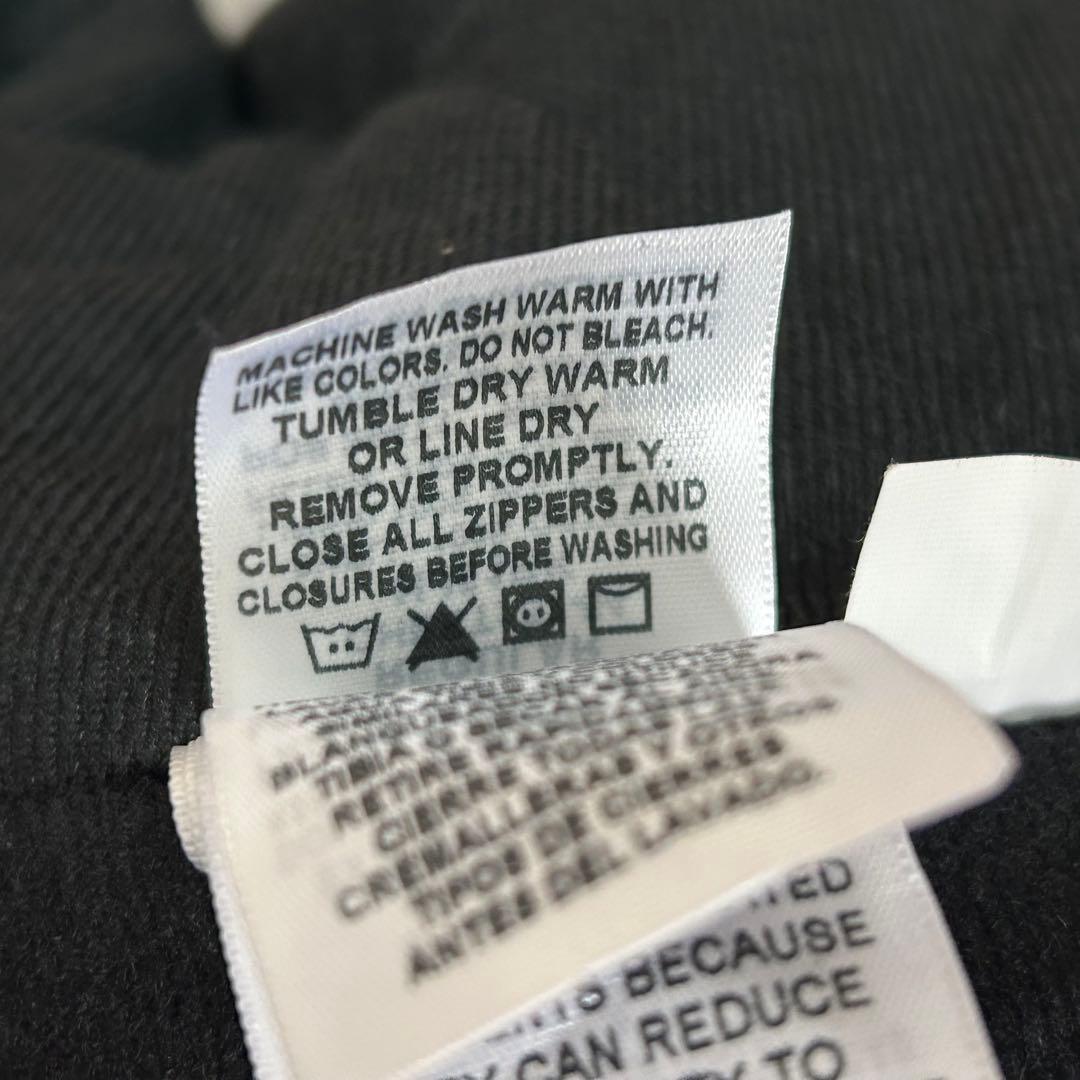 MACHINE WASH WARM WITH
LIKE COLORS. DO NOT BLEACH.
TUMBLE DRY WARM
OR LINE DRY
REMOVE PROMPTLY.
CLOSE ALL ZIPPERS AND
CLOSURES BEFORE WASHING
TIBIA O
RETIRE
CIERRE TODAS
CREMALLERAS Y OTROS
TIPOS DE CIERRES
ANTES DEL LAVADO.
BECAUSE
CAN REDUCE
TO